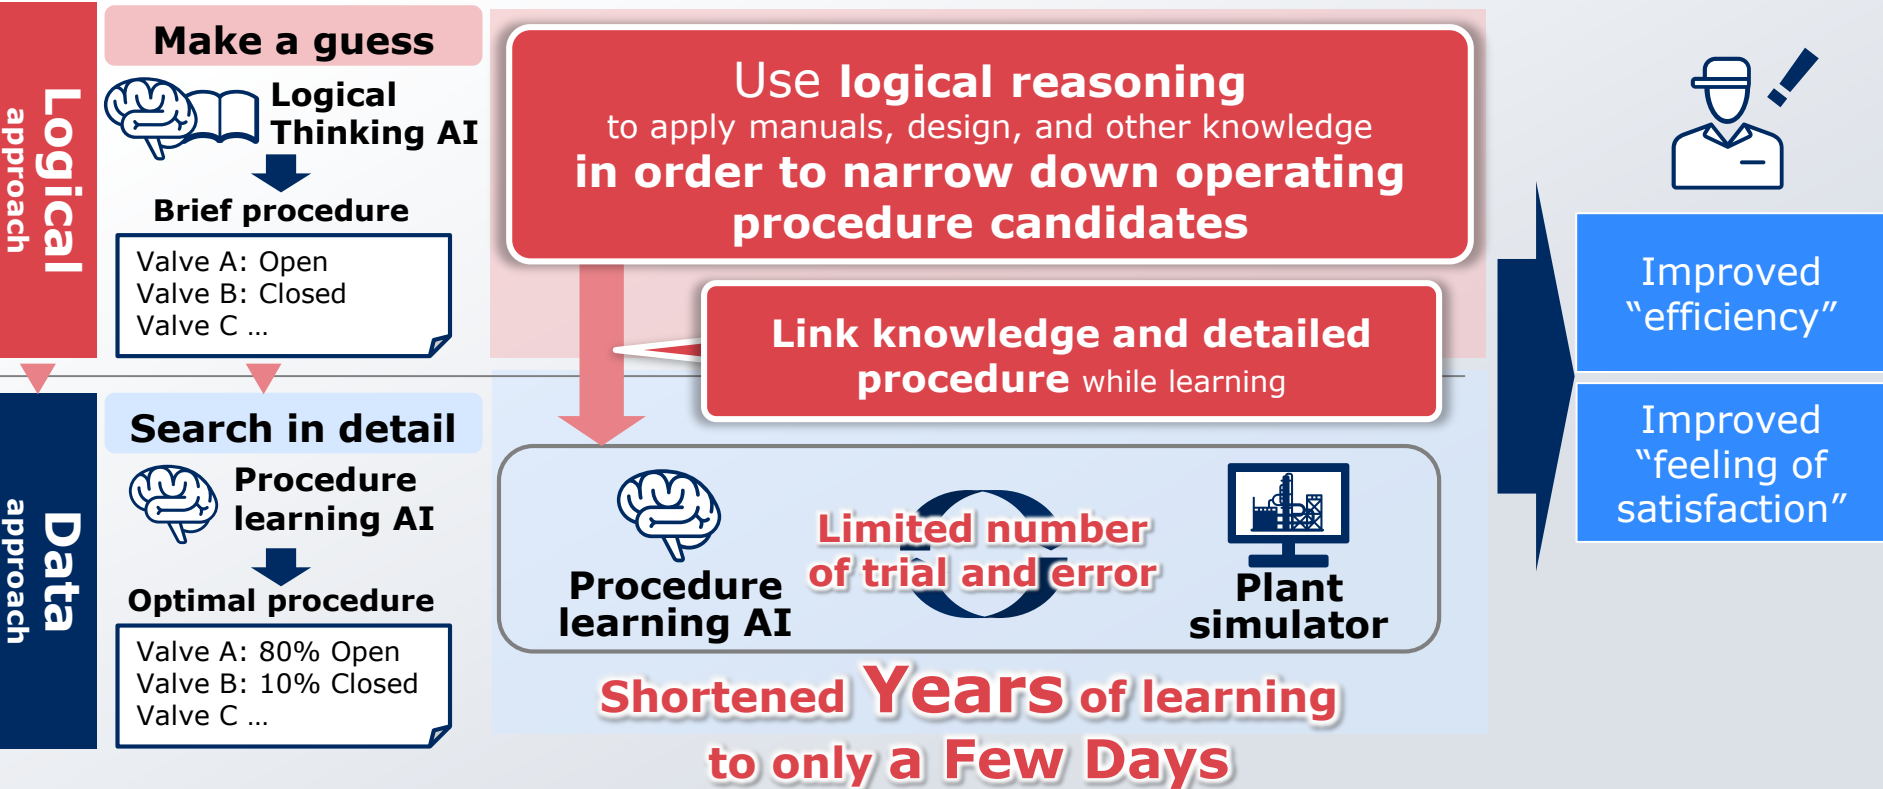 Logical
approach
Make a guess
Logical
Thinking AI
Brief procedure
Valve A: Open
Valve B: Closed
Valve C ...
Use logical reasoning
to apply manuals, design, and other knowledge
in order to narrow down operating
procedure candidates
Link knowledge and detailed
procedure while learning
Data
approach
Search in detail
Procedure
learning AI
Optimal procedure
Valve A: 80% Open
Valve B: 10% Closed
Valve C ...
Procedure
learning AI
Limited number
of trial and error
Plant
simulator
Shortened Years of learning
to only a Few Days
Improved
“efficiency”
Improved
“feeling of
satisfaction”